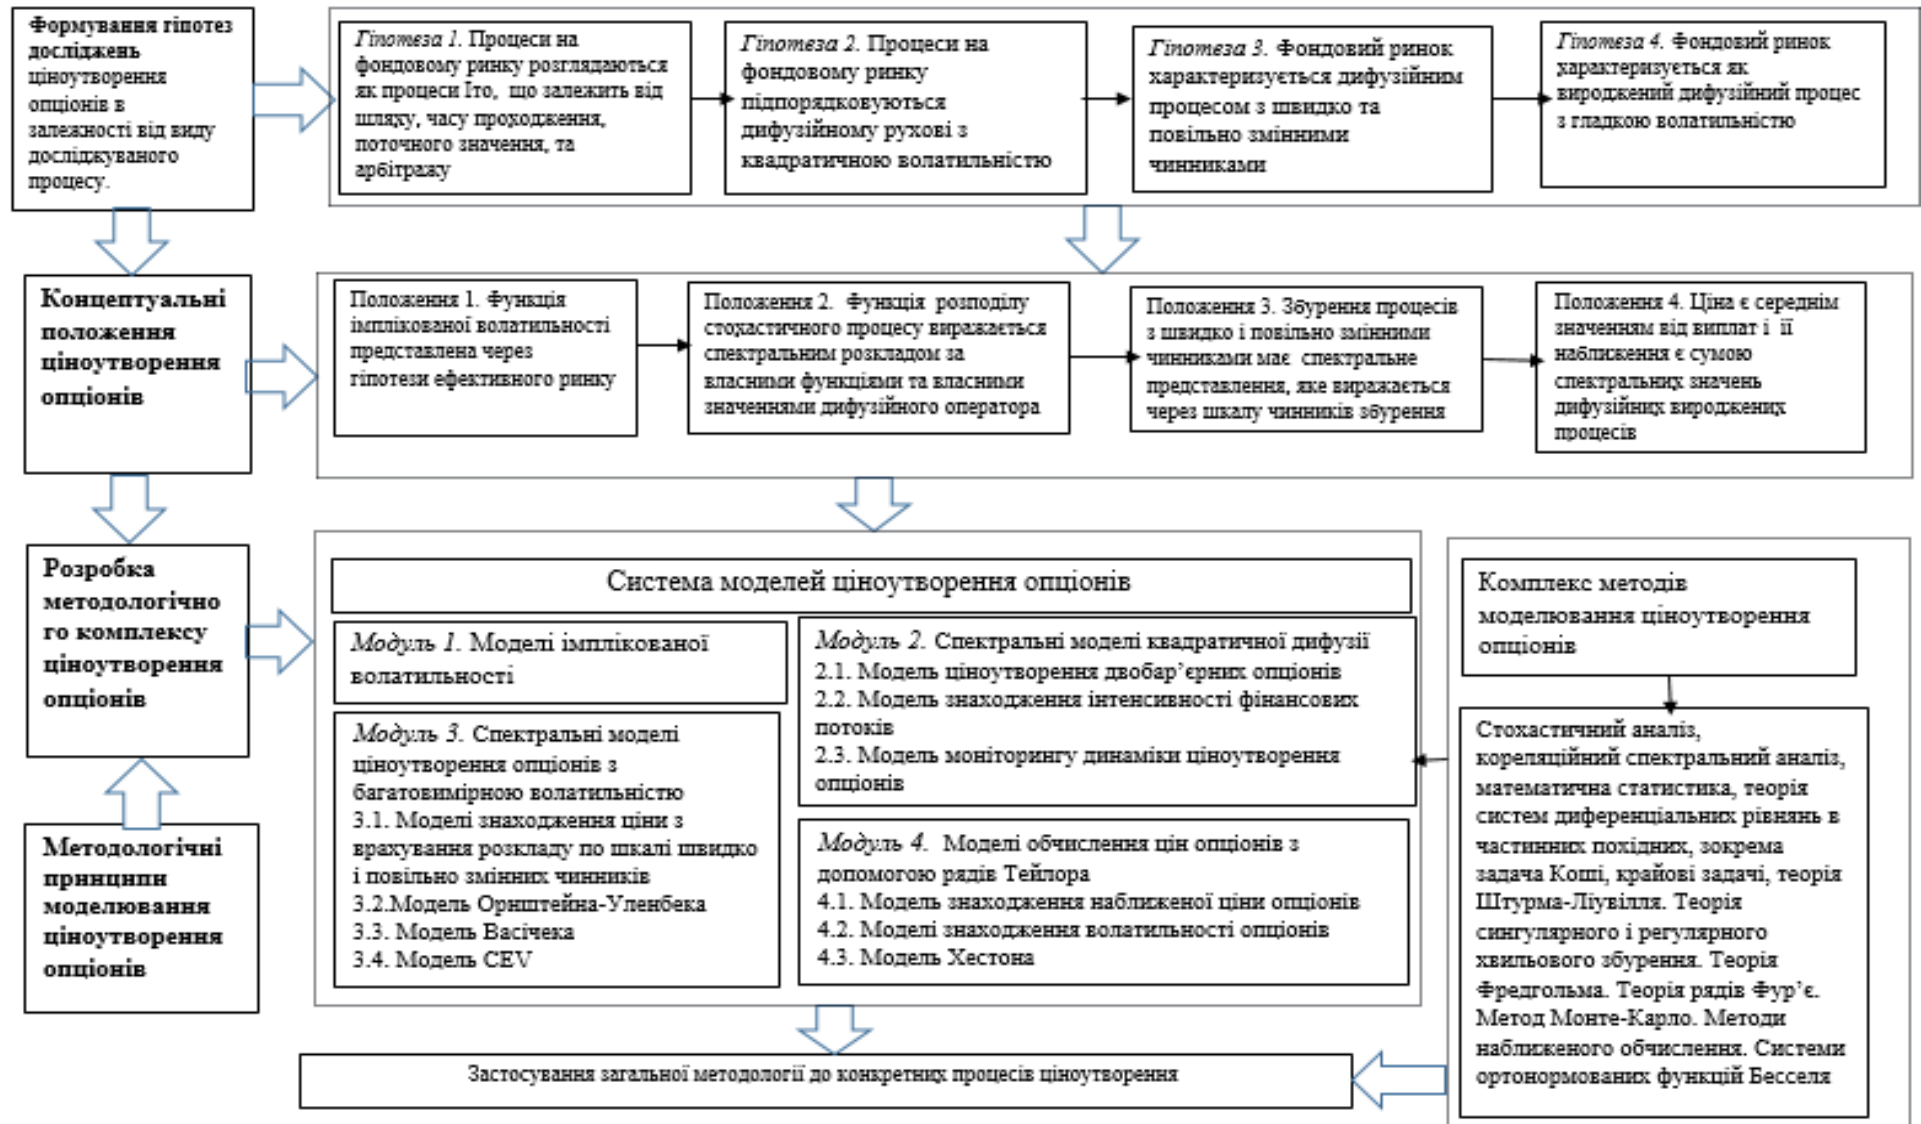 Формування гіпотез
досліджень
ціноутворення
опціонів в
залежності від виду
досліджуваного
процесу.
Гіпотеза 1. Процеси на
фондовому ринку розглядаються
як процеси Іто, що залежить від
шляху, часу проходження,
поточного значення, та
арбітражу
Гіпотеза 2. Процеси на
фондовому ринку
підпорядковуються
дифузійному рухові з
квадратичною волатильністю
Гіпотеза 3. Фондовий ринок
характеризується дифузійним
процесом з швидко та
повільно змінними
чинниками
Гіпотеза 4. Фондовий ринок
характеризується як
вироджений дифузійний процес
з гладкою волатильністю
Концептуальні
положення
ціноутворення
опціонів
Положення 1. Функція
імплікованої волатильності
представлена через
гіпотези ефективного ринку
Положення 2. Функція розподілу
стохастичного процесу виражається
спектральним розкладом за
власними функціями та власними
значеннями дифузійного оператора
Положення 3. Збурення процесів
з швидко і повільно змінними
чинниками має спектральне
представлення, яке виражається
через шкалу чинників збурення
Положення 4. Ціна є середнім
значенням від виплат і її
наближення є сумою
спектральних значень
дифузійних вироджених
процесів
Розробка
методологічно
го комплексу
ціноутворення
опціонів
Методологічні
принципи
моделювання
ціноутворення
опціонів
Система моделей ціноутворення опціонів
Модуль 1. Моделі імплікованої
волатильності
Модуль 2. Спектральні моделі квадратичної дифузії
2.1. Модель ціноутворення двобар’єрних опціонів
2.2. Модель знаходження інтенсивності фінансових
потоків
2.3. Модель моніторингу динаміки ціноутворення
опціонів
Модуль 3. Спектральні моделі
ціноутворення опціонів з
багатовимірною волатильністю
3.1. Моделі знаходження ціни з
врахування розкладу по шкалі швидко
і повільно змінних чинників
3.2.Модель Орнштейна-Уленбека
3.3. Модель Васічека
3.4. Модель CEV
Модуль 4. Моделі обчислення цін опціонів з
допомогою рядів Тейлора
4.1. Модель знаходження наближеної ціни опціонів
4.2. Моделі знаходження волатильності опціонів
4.3. Модель Хестона
Комплекс методів
моделювання ціноутворення
опціонів
Стохастичний аналіз,
кореляційний спектральний аналіз,
математична статистика, теорія
систем диференціальних рівнянь в
частинних похідних, зокрема
задача Коші, крайові задачі, теорія
Штурма-Ліувілля. Теорія
сингулярного і регулярного
хвильового збурення. Теорія
Фредгольма. Теорія рядів Фур’є.
Метод Монте-Карло. Методи
наближеного обчислення. Системи
ортонормованих функцій Бесселя
Застосування загальної методології до конкретних процесів ціноутворення